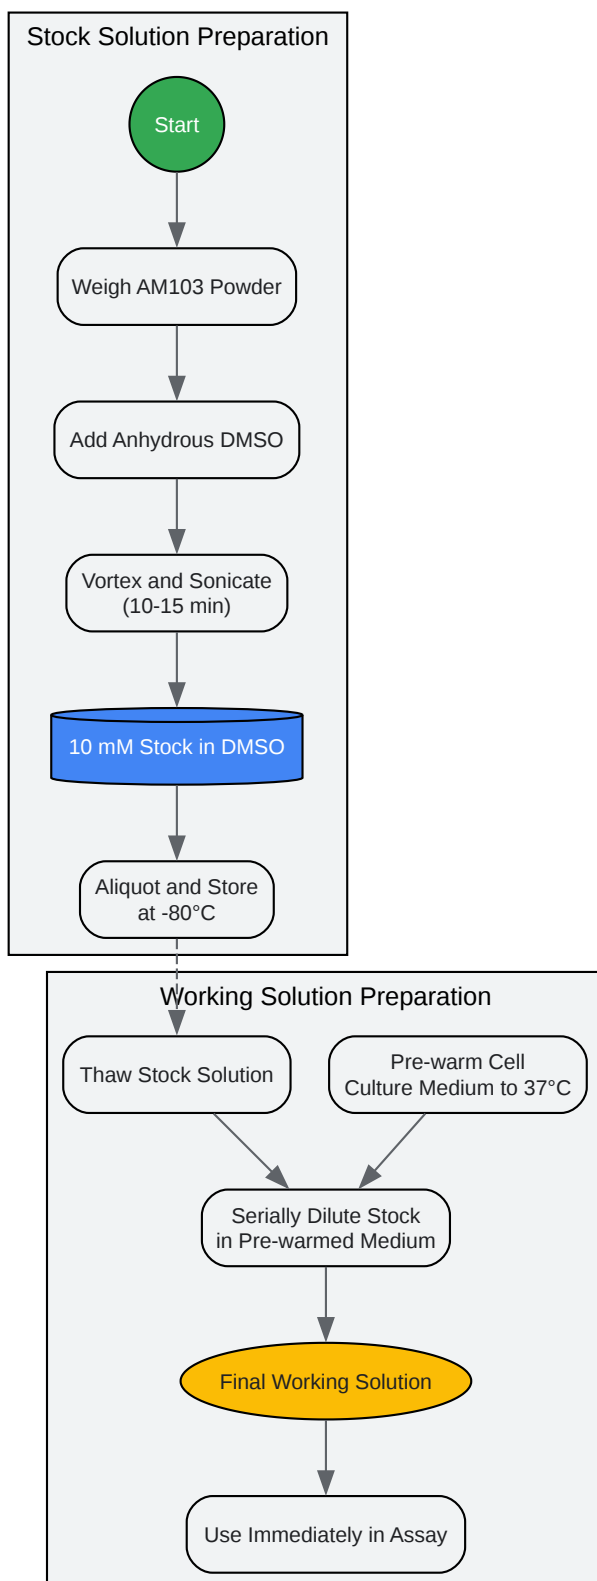 Stock Solution Preparation
Start
Weigh AM103 Powder
Add Anhydrous DMSO
Vortex and Sonicate
(10-15 min)
10 mM Stock in DMSO
Aliquot and Store
at -80°C
Working Solution Preparation
Thaw Stock Solution
Pre-warm Cell
Culture Medium to 37°C
Serially Dilute Stock
in Pre-warmed Medium
Final Working Solution
Use Immediately in Assay